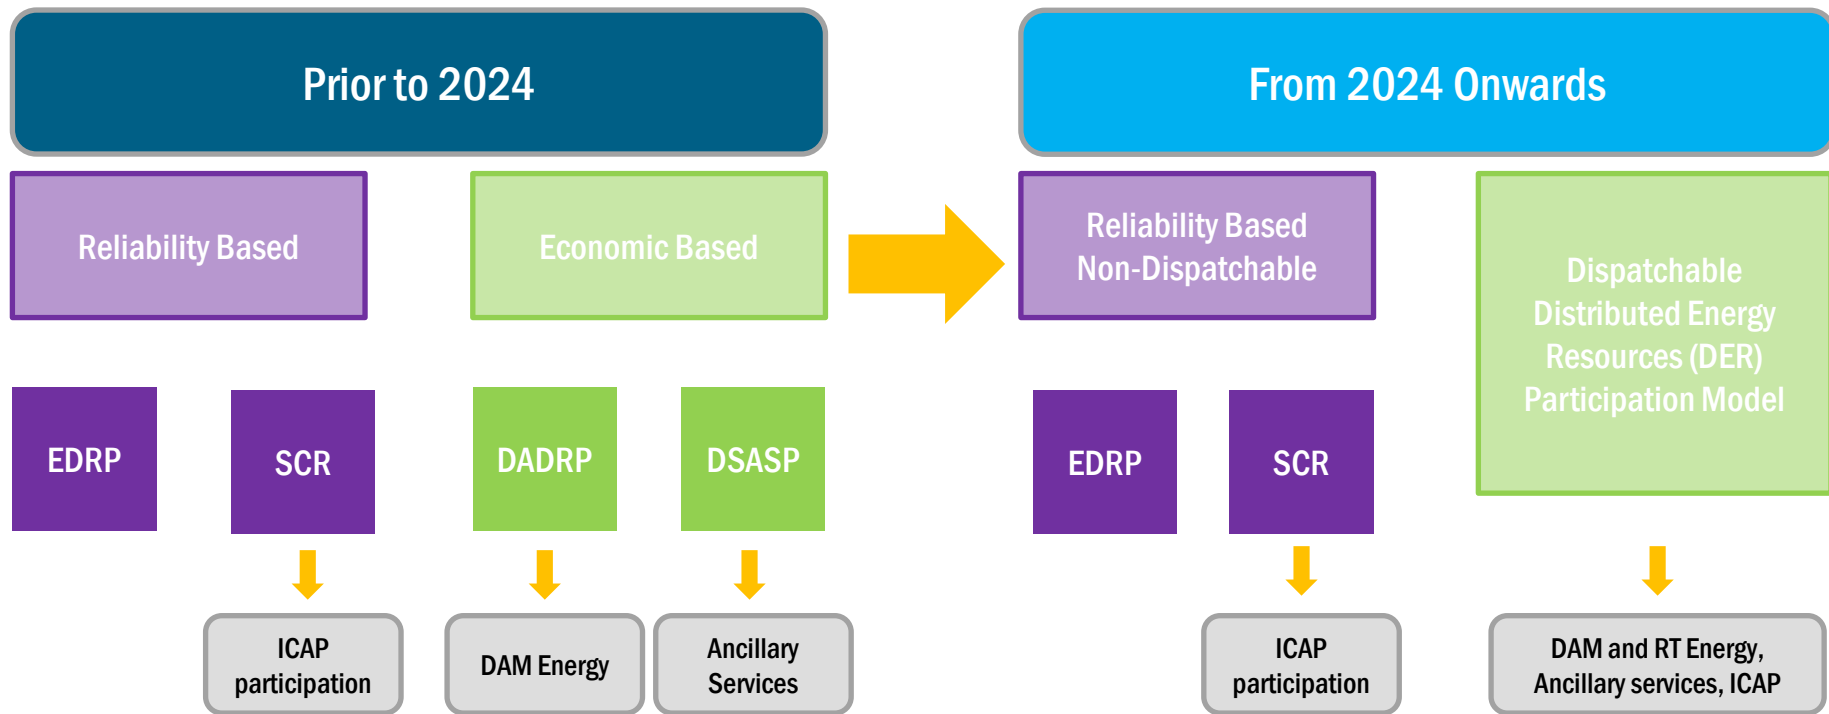 Prior to 2024
From 2024 Onwards
Reliability Based
Economic Based
Reliability Based
Non-Dispatchable
Dispatchable
Distributed Energy
Resources (DER)
Participation Model
EDRP
SCR
DADRP
DSASP
EDRP
SCR
ICAP
participation
DAM Energy
Ancillary
Services
ICAP
participation
DAM and RT Energy,
Ancillary services, ICAP